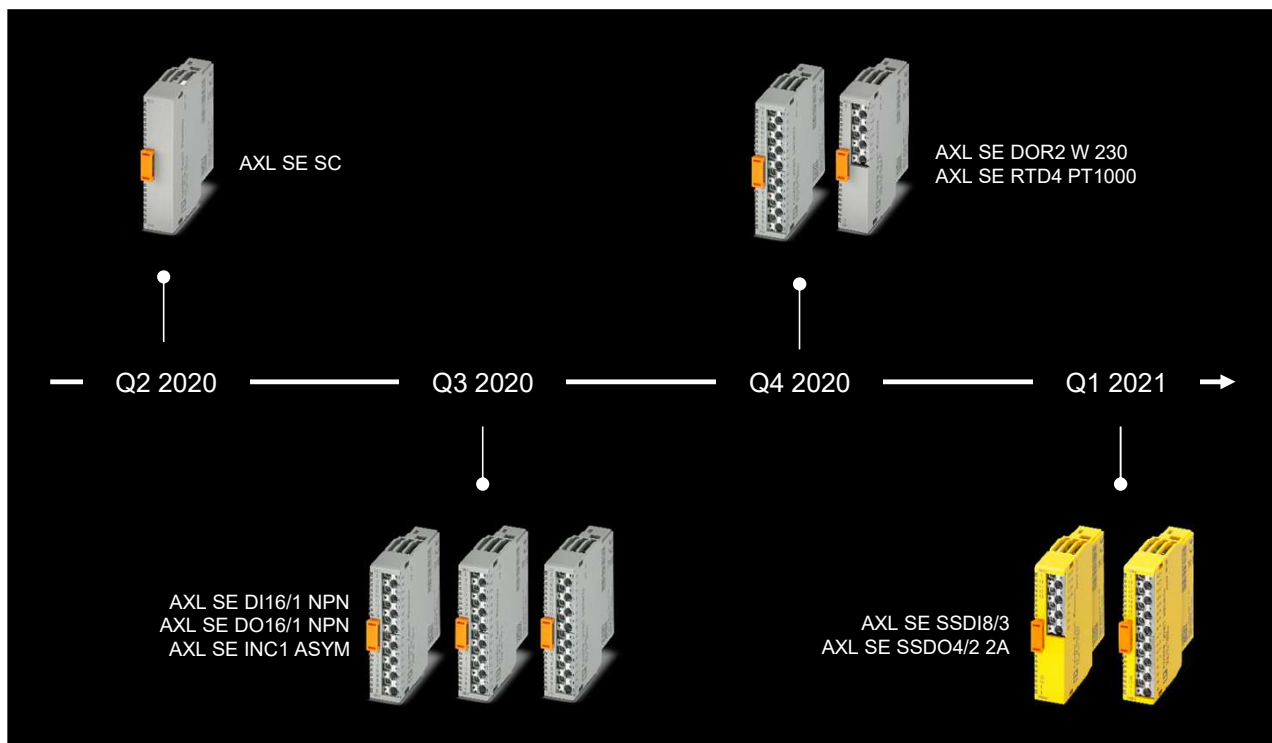 AXL SE SC
AXL SE DOR2 W 230
AXL SE RTD4 PT1000
Q2 2020
Q3 2020
Q4 2020
Q1 2021
AXL SE DI16/1 NPN
AXL SE DO16/1 NPN
AXL SE INC1 ASYM
AXL SE SSDI8/3
AXL SE SSDO4/2 2A